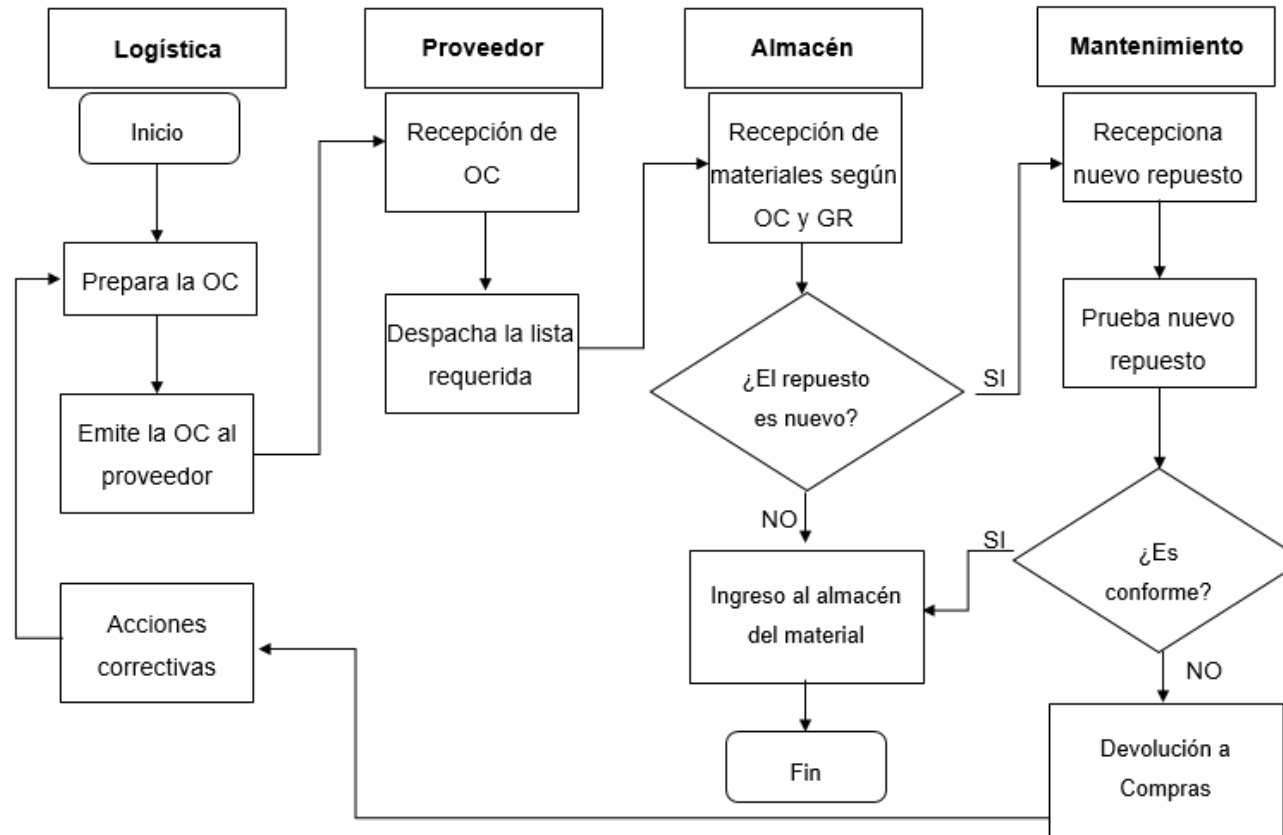 Logística
Proveedor
Almacén
Mantenimiento
Inicio
Prepara la OC
Emite la OC al
proveedor
Acciones
correctivas
Recepción de
OC
Despacha la lista
requerida
Recepción de
materiales según
OC y GR
¿El repuesto
es nuevo?
SI
NO
Ingreso al almacén
del material
Fin
Recepciona
nuevo repuesto
Prueba nuevo
repuesto
¿Es
conforme?
SI
NO
Devolución a
Compras